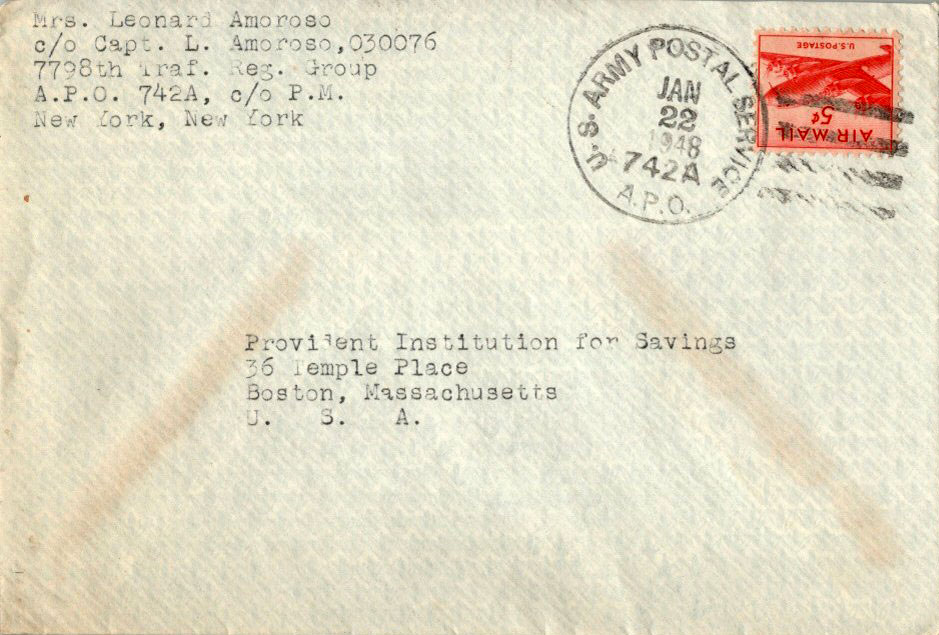 Mrs. Leonard Amoroso
c/o Capt. L. Amoroso,030076
7798th Traf. Reg. Group
A.P.O. 742A, c/o P.M.
New York, New York
U.S. ARMY POSTAL SERVICE
JAN
22
1948
742A
A.P.O.
U.S. POSTAGE
5¢
AIR MAIL
Provident Institution for Savings
36 Temple Place
Boston, Massachusetts
U. S. A.